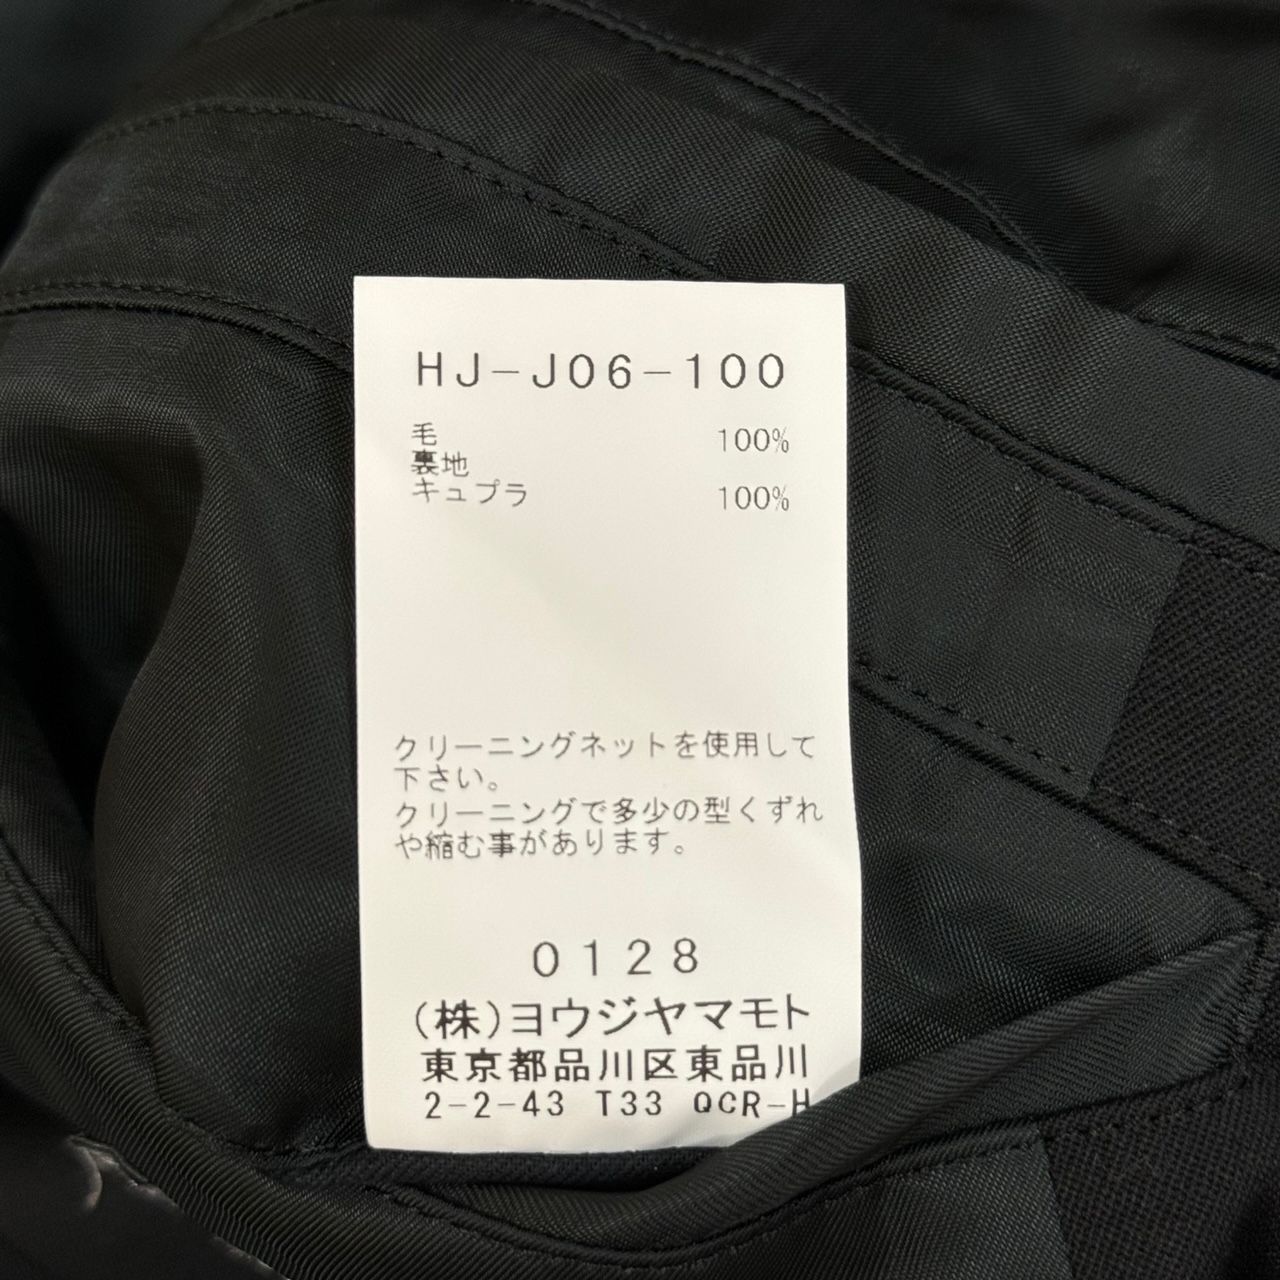 HJ-J06-100
毛 100%
裏地
キュプラ 100%
クリーニングネットを使用して
下さい。
クリーニングで多少の型くずれ
や縮む事があります。
0128
(株)ヨウジヤマモト
東京都品川区東品川
2-2-43 T33 QCR-H